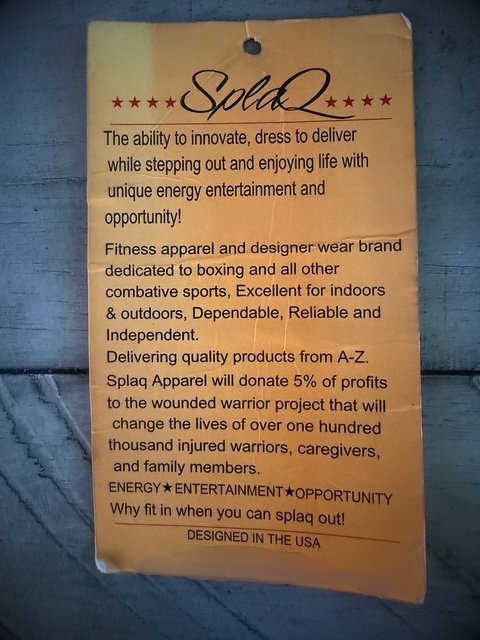 ★★★★SplaQ★★★★
The ability to innovate, dress to deliver
while stepping out and enjoying life with
unique energy entertainment and
opportunity!
Fitness apparel and designer wear brand
dedicated to boxing and all other
combative sports, Excellent for indoors
& outdoors, Dependable, Reliable and
Independent.
Delivering quality products from A-Z.
Splaq Apparel will donate 5% of profits
to the wounded warrior project that will
change the lives of over one hundred
thousand injured warriors, caregivers,
and family members.
ENERGY★ENTERTAINMENT★OPPORTUNITY
Why fit in when you can splaq out!
DESIGNED IN THE USA